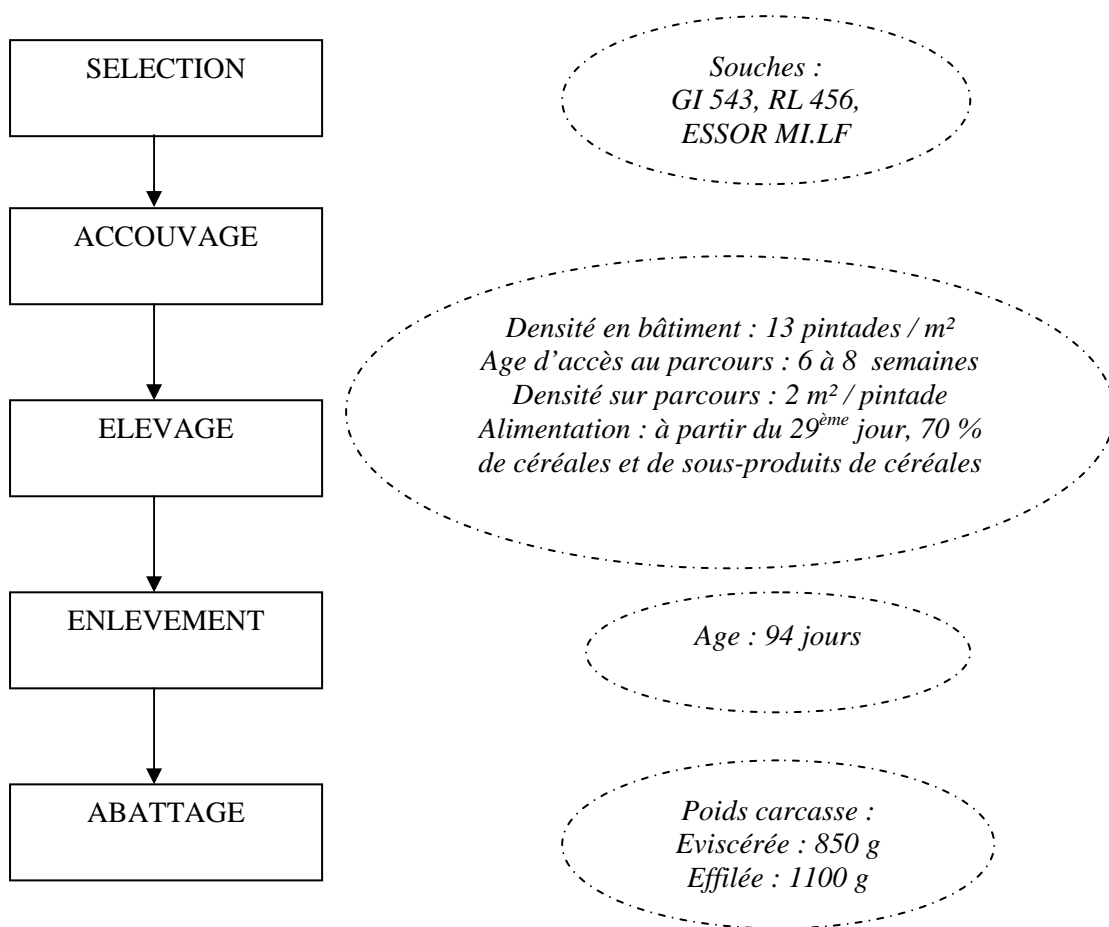 SELECTION
Souches :
GI 543, RL 456,
ESSOR MI.LF
ACCOUVAGE
Densité en bâtiment : 13 pintades / m²
Age d’accès au parcours : 6 à 8 semaines
Densité sur parcours : 2 m² / pintade
Alimentation : à partir du 29ème jour, 70 %
de céréales et de sous-produits de céréales
ELEVAGE
ENLEVEMENT
Age : 94 jours
ABATTAGE
Poids carcasse :
Eviscérée : 850 g
Effilée : 1100 g